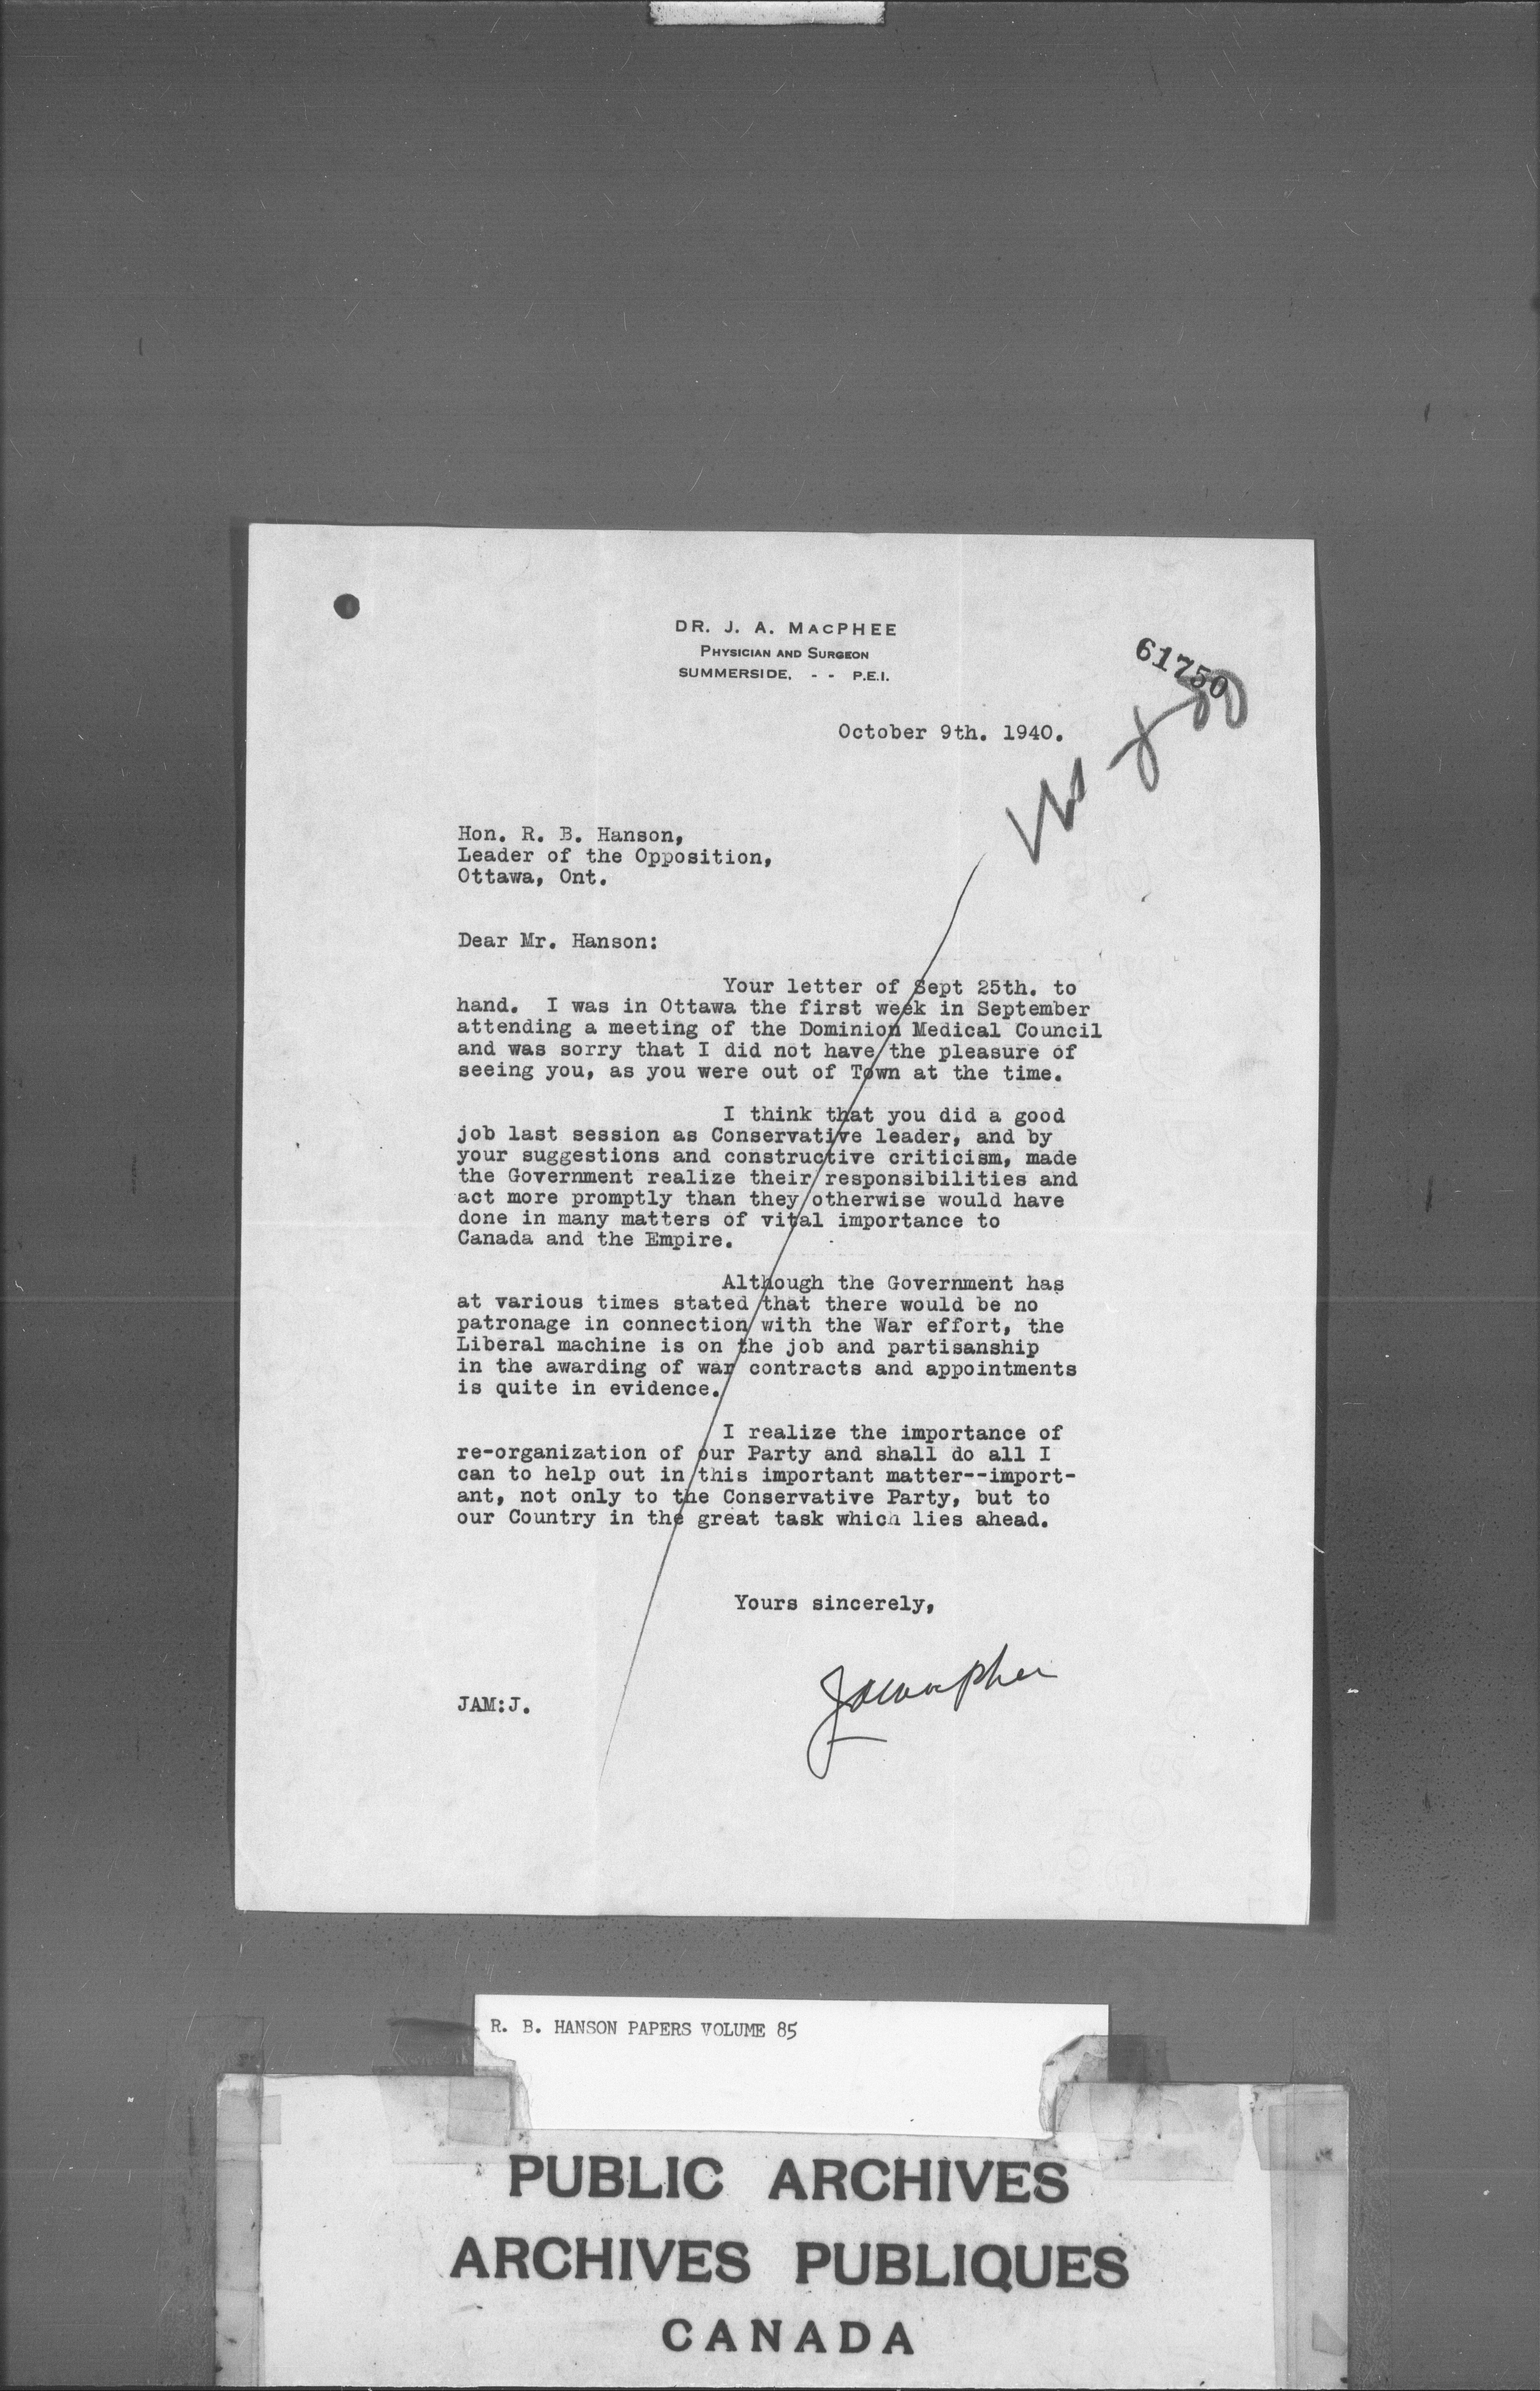 DR. J. A. MACPHEE
PHYSICIAN AND SURGEON
SUMMERSIDE, - - P.E.I.
61750
October 9th. 1940.
Hon. R. B. Hanson,
Leader of the Opposition,
Ottawa, Ont.
Dear Mr. Hanson:
Your letter of Sept 25th. to
hand. I was in Ottawa the first week in September
attending a meeting of the Dominion Medical Council
and was sorry that I did not have the pleasure of
seeing you, as you were out of Town at the time.
I think that you did a good
job last session as Conservative leader, and by
your suggestions and constructive criticism, made
the Government realize their responsibilities and
act more promptly than they otherwise would have
done in many matters of vital importance to
Canada and the Empire.
Although the Government has
at various times stated that there would be no
patronage in connection with the War effort, the
Liberal machine is on the job and partisanship
in the awarding of war contracts and appointments
is quite in evidence.
I realize the importance of
re-organization of our Party and shall do all I
can to help out in this important matter--import-
ant, not only to the Conservative Party, but to
our Country in the great task which lies ahead.
Yours sincerely,
JAMacPhee
JAM:J.
R. B. HANSON PAPERS VOLUME 85
PUBLIC ARCHIVES
ARCHIVES PUBLIQUES
CANADA